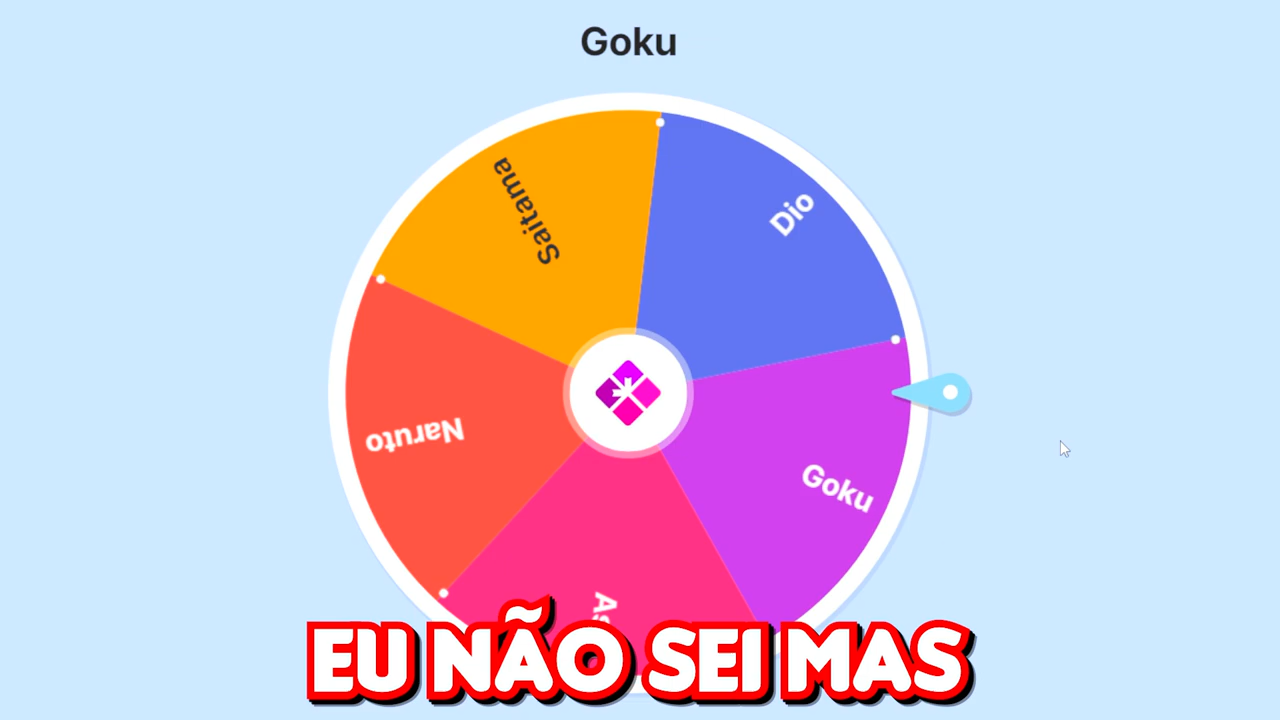 Goku
Saitama
Dio
Naruto
Goku
EU NÃO SEI MAS